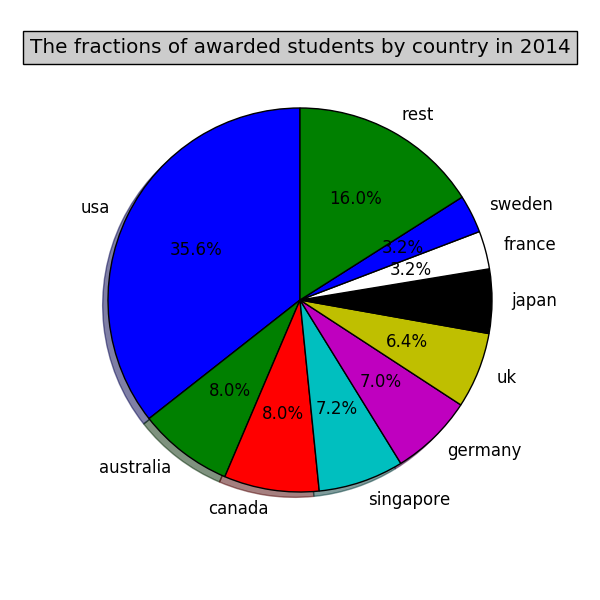 The fractions of awarded students by country in 2014
rest
16.0%
sweden
3.2%
france
3.2%
japan
uk
6.4%
germany
7.0%
singapore
7.2%
canada
8.0%
australia
8.0%
usa
35.6%